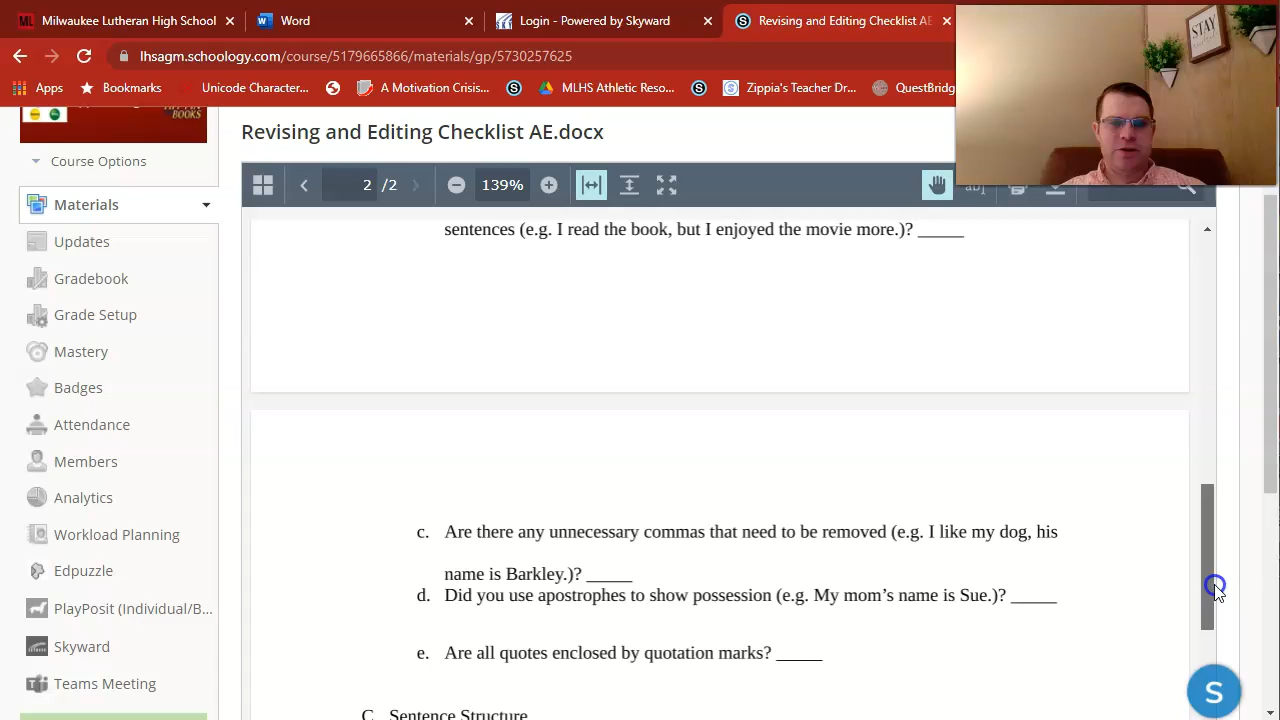 Milwaukee Lutheran High School
Word
Login - Powered by Skyward
Revising and Editing Checklist AE
lhsagm.schoology.com/course/5179665866/materials/gp/5730257625
Apps
Bookmarks
Unicode Character...
A Motivation Crisis...
MLHS Athletic Reso...
Zippia's Teacher Dr...
QuestBridg
STAY
BOOKS
Revising and Editing Checklist AE.docx
Course Options
2 /2
139%
Materials
Updates
Gradebook
Grade Setup
Mastery
Badges
Attendance
Members
Analytics
Workload Planning
Edpuzzle
PlayPosit (Individual/B...
Skyward
Teams Meeting
sentences (e.g. I read the book, but I enjoyed the movie more.)? _____
c. Are there any unnecessary commas that need to be removed (e.g. I like my dog, his
name is Barkley.)? _____
d. Did you use apostrophes to show possession (e.g. My mom’s name is Sue.)? _____
e. Are all quotes enclosed by quotation marks? _____
C. Sentence Structure
S